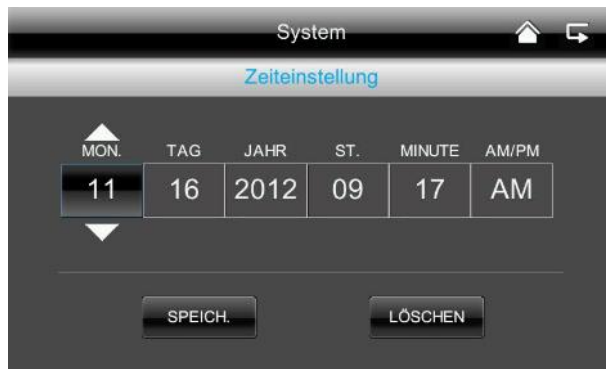 System
Zeiteinstellung
MON. TAG JAHR ST. MINUTE AM/PM
11 16 2012 09 17 AM
SPEICH. LÖSCHEN